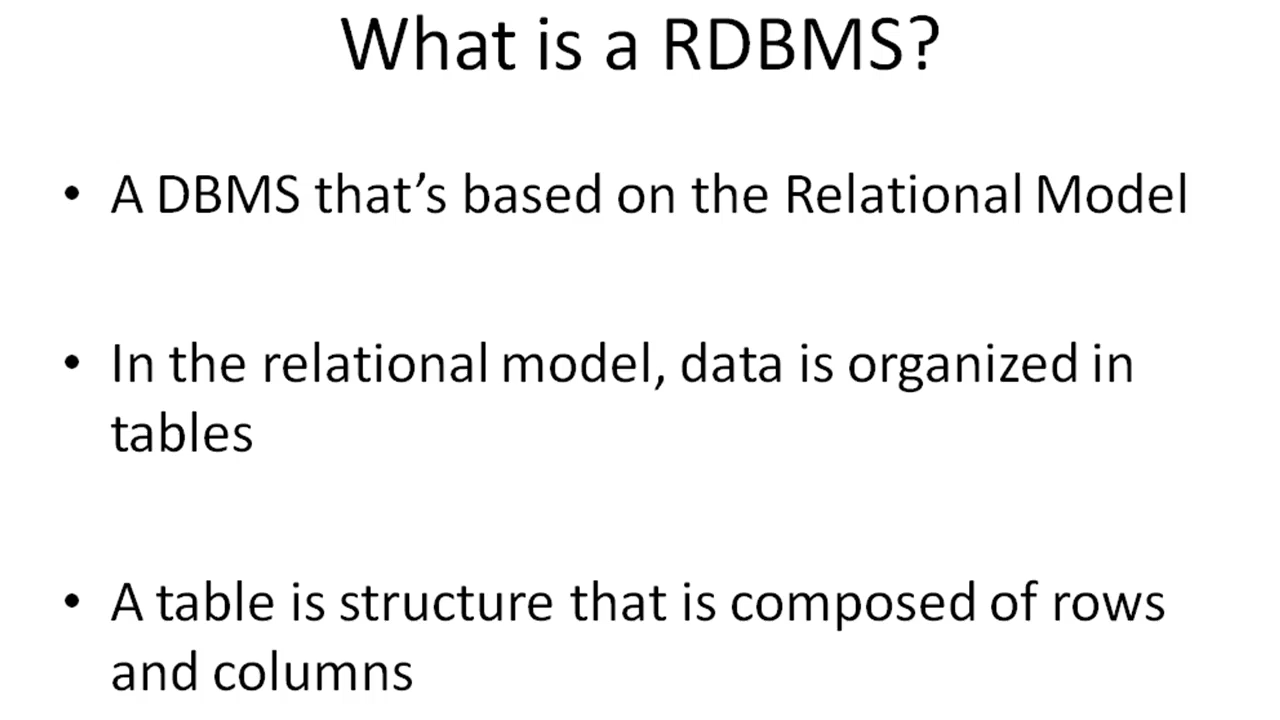 What is a RDBMS?
• A DBMS that’s based on the Relational Model
• In the relational model, data is organized in
tables
• A table is structure that is composed of rows
and columns